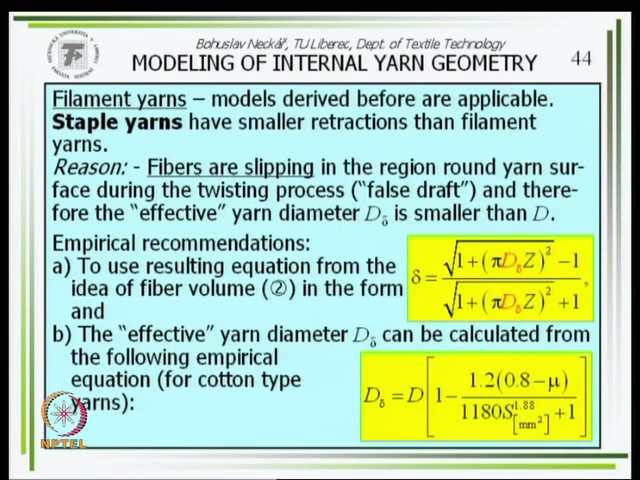 Bohuslav Neckář, TU Liberec, Dept. of Textile Technology
MODELING OF INTERNAL YARN GEOMETRY
44
Filament yarns – models derived before are applicable.
Staple yarns have smaller retractions than filament
yarns.
Reason: - Fibers are slipping in the region round yarn sur-
face during the twisting process ("false draft") and there-
fore the "effective" yarn diameter D_δ is smaller than D.
Empirical recommendations:
a) To use resulting equation from the
idea of fiber volume (②) in the form
and
δ = (√(1+(πD_δZ)²) −1) / (√(1+(πD_δZ)²) +1),
b) The "effective" yarn diameter D_δ can be calculated from
the following empirical
equation (for cotton type
yarns):
D_δ = D[1 − 1.2(0.8−μ) / (1180S^1.88_[mm²] +1)]
NPTEL